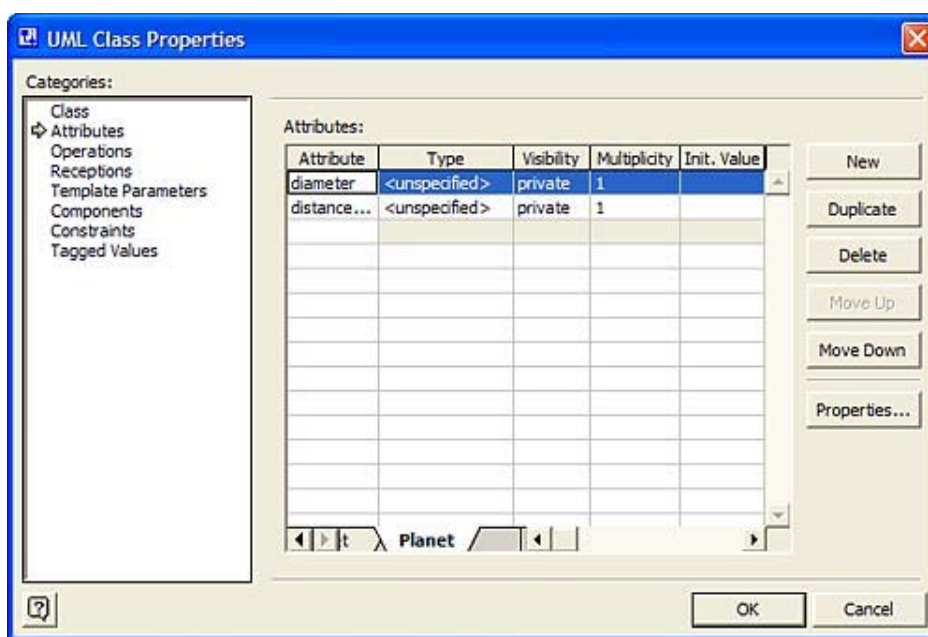 UML Class Properties
Categories:
Class
Attributes
Operations
Receptions
Template Parameters
Components
Constraints
Tagged Values
Attributes:
Attribute Type Visibility Multiplicity Init. Value
diameter <unspecified> private 1
distance... <unspecified> private 1
t Planet
New
Duplicate
Delete
Move Up
Move Down
Properties...
OK Cancel